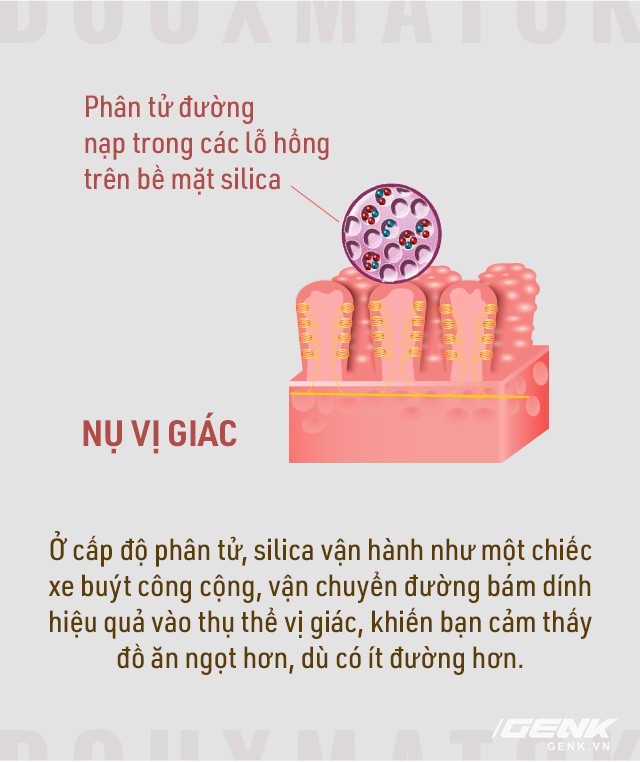 DOUXMATOK
Phân tử đường
nạp trong các lỗ hổng
trên bề mặt silica
NỤ VỊ GIÁC
Ở cấp độ phân tử, silica vận hành như một chiếc
xe buýt công cộng, vận chuyển đường bám dính
hiệu quả vào thụ thể vị giác, khiến bạn cảm thấy
đồ ăn ngọt hơn, dù có ít đường hơn.
GENK
GENK.VN
DOUXMATOK